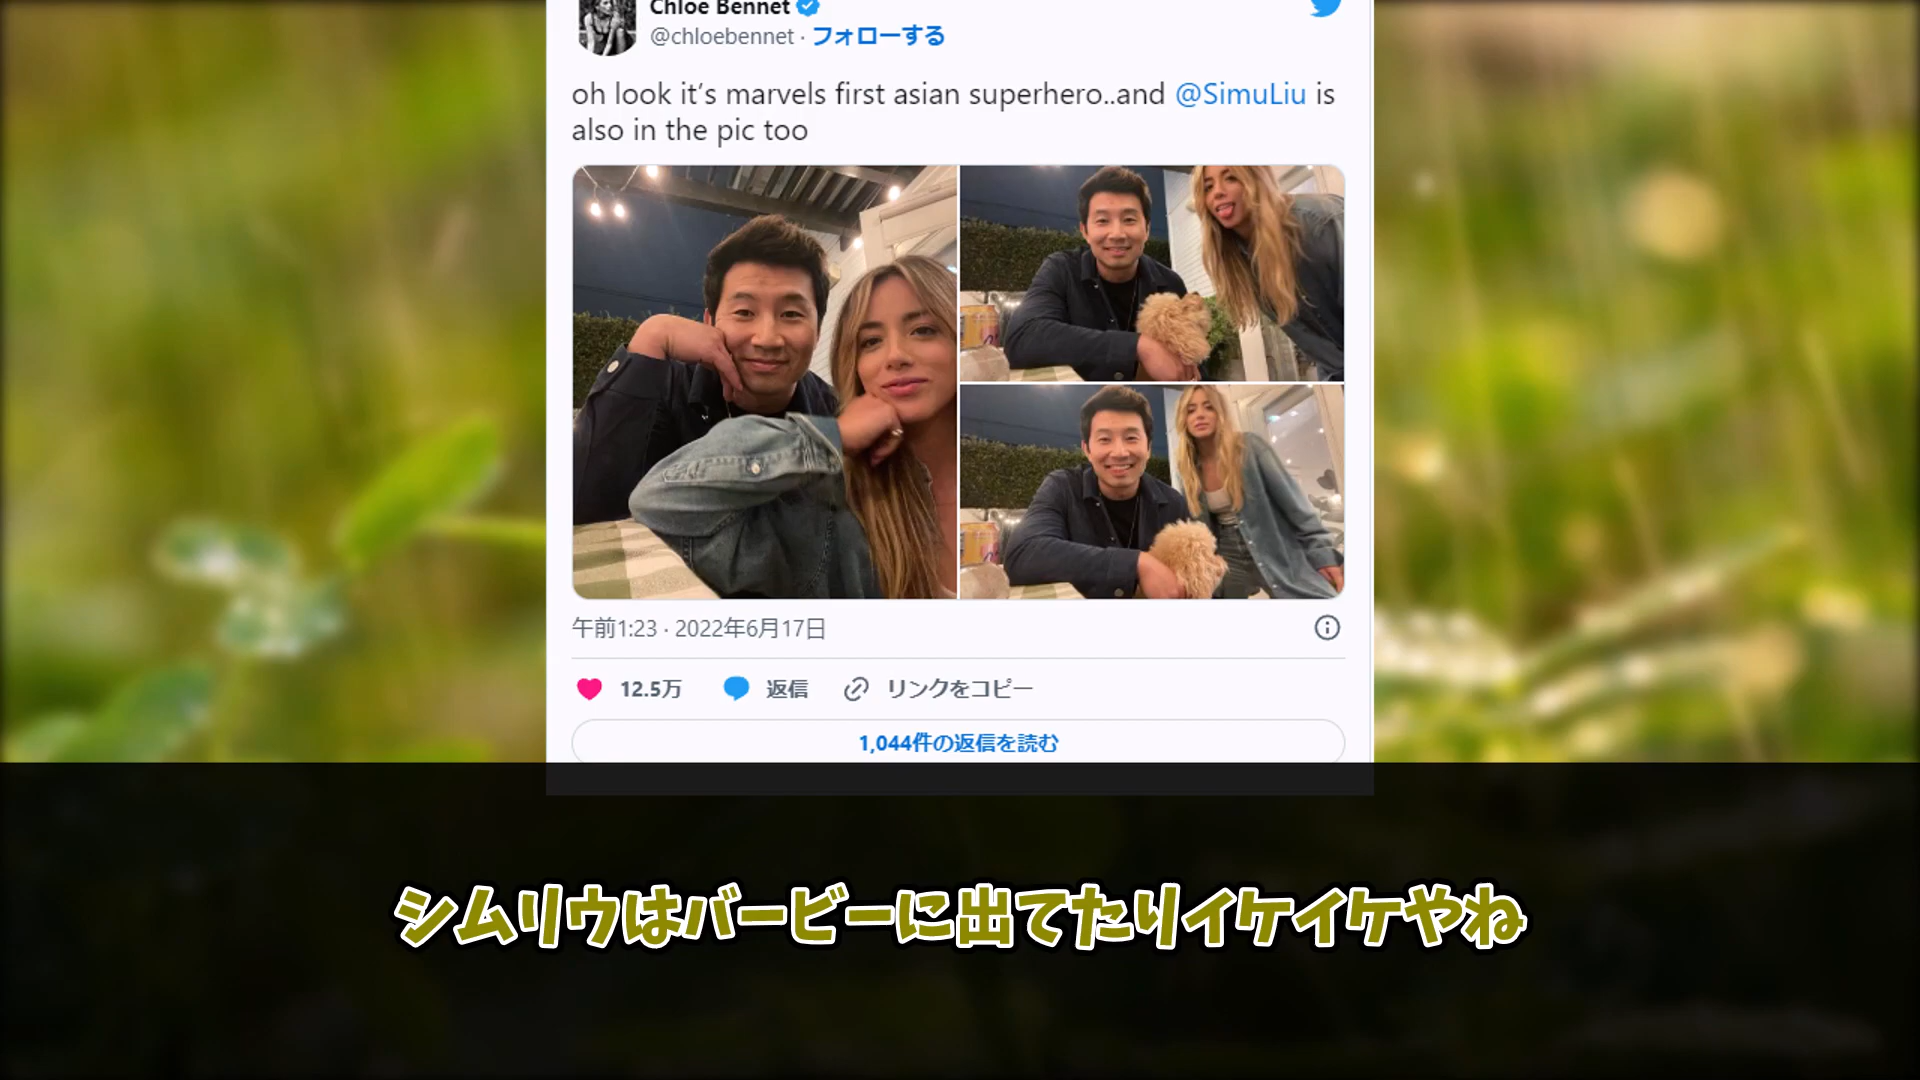 Chloe Bennet
@chloebennet · フォローする
oh look it's marvels first asian superhero..and @SimuLiu is
also in the pic too
午前1:23 · 2022年6月17日
12.5万 返信 リンクをコピー
1,044件の返信を読む
シムリウはバービーに出てたりイケイケやね